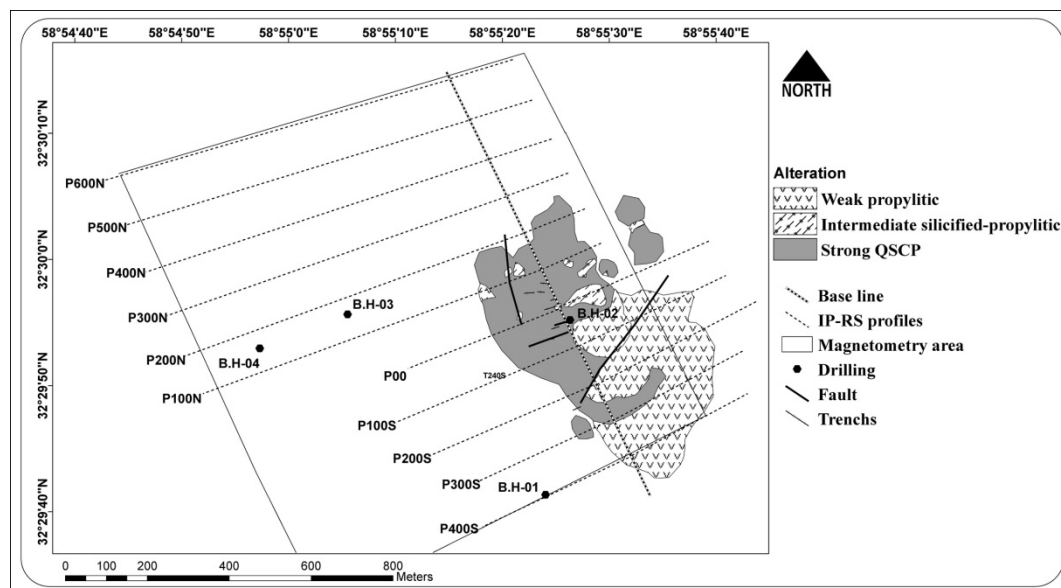 58°54'40"E 58°54'50"E 58°55'0"E 58°55'10"E 58°55'20"E 58°55'30"E 58°55'40"E
32°30'10"N
32°30'0"N
32°29'50"N
32°29'40"N
NORTH
P600N
P500N
P400N
P300N
P200N
P100N
P00
P100S
P200S
P300S
P400S
B.H-03
B.H-04
B.H-02
B.H-01
T240S
Alteration
Weak propylitic
Intermediate silicified-propylitic
Strong QSCP
Base line
IP-RS profiles
Magnetometry area
Drilling
Fault
Trenchs
0 100 200 400 600 800
Meters